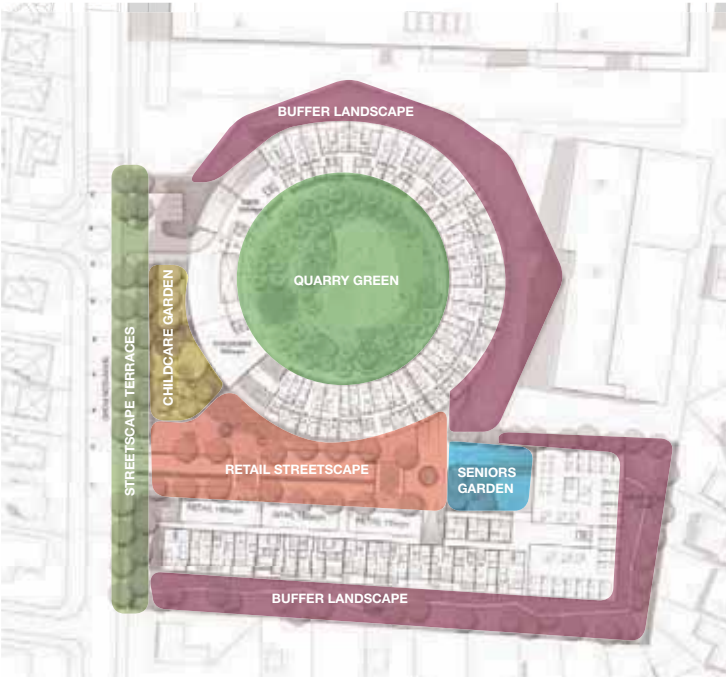 BUFFER LANDSCAPE
QUARRY GREEN
CHILDCARE GARDEN
STREETSCAPE TERRACES
RETAIL STREETSCAPE
SENIORS
GARDEN
BUFFER LANDSCAPE